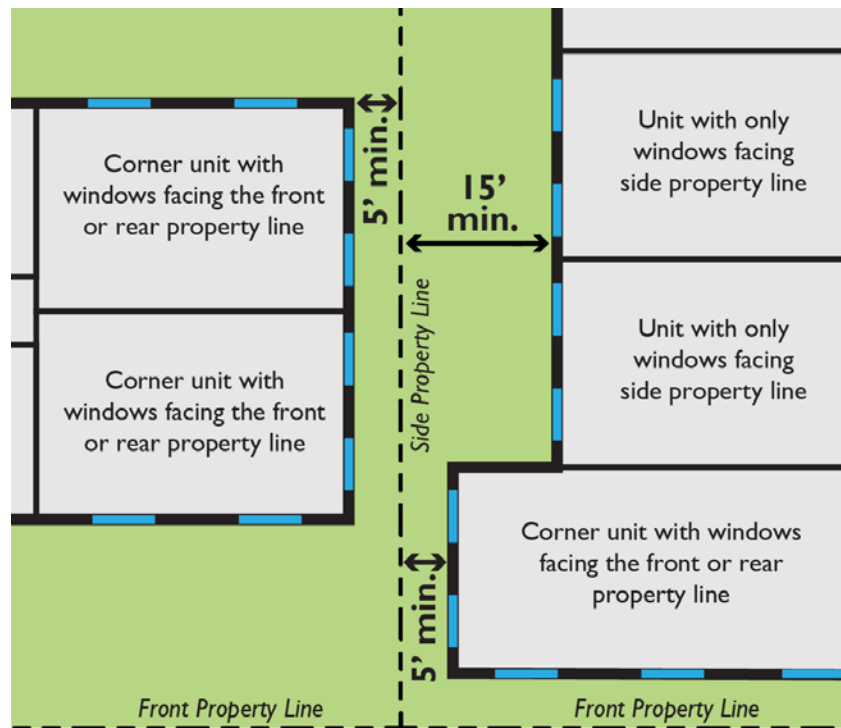 Corner unit with
windows facing the front
or rear property line
5’ min.
Unit with only
windows facing
side property line
15’
min.
Side Property Line
Corner unit with
windows facing the front
or rear property line
Unit with only
windows facing
side property line
Corner unit with windows
facing the front or rear
property line
5’ min.
Front Property Line
Front Property Line